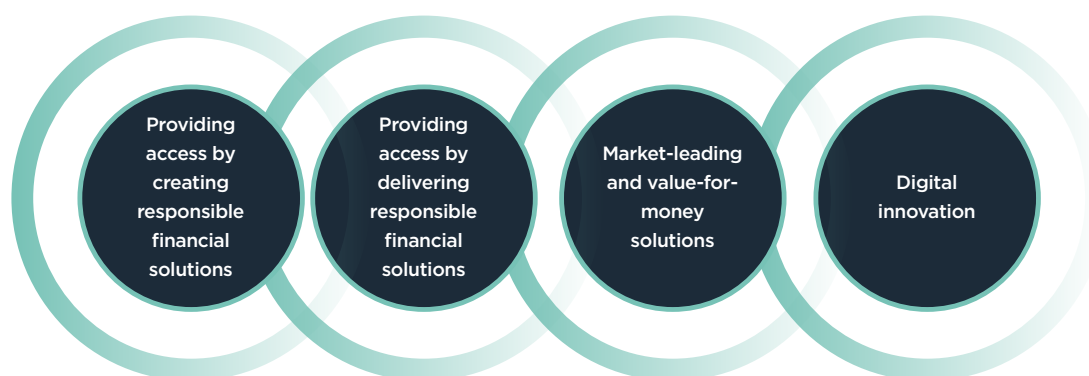 Providing
access by
creating
responsible
financial
solutions
Providing
access by
delivering
responsible
financial
solutions
Market-leading
and value-for-
money
solutions
Digital
innovation